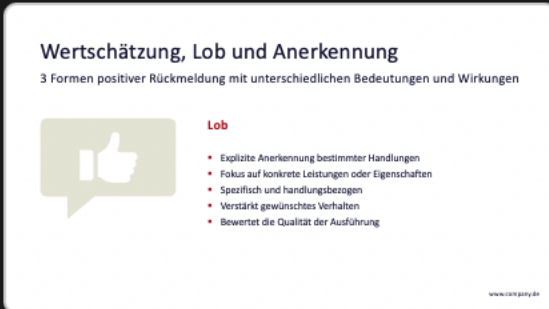 Wertschätzung, Lob und Anerkennung
3 Formen positiver Rückmeldung mit unterschiedlichen Bedeutungen und Wirkungen
Lob
Explizite Anerkennung bestimmter Handlungen
Fokus auf konkrete Leistungen oder Eigenschaften
Spezifisch und handlungsbezogen
Verstärkt gewünschtes Verhalten
Bewertet die Qualität der Ausführung
www.company.de